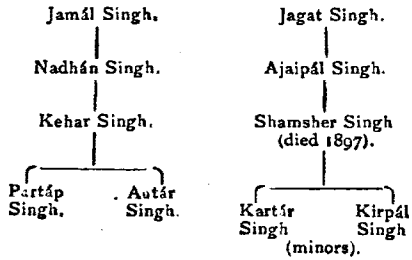 Jamál Singh. Jagat Singh.
Nadhán Singh. Ajaipál Singh.
Kehar Singh. Shamsher Singh
(died 1897).
Partáp Autár
Singh. Singh.
Kartár Kirpál
Singh Singh
(minors).